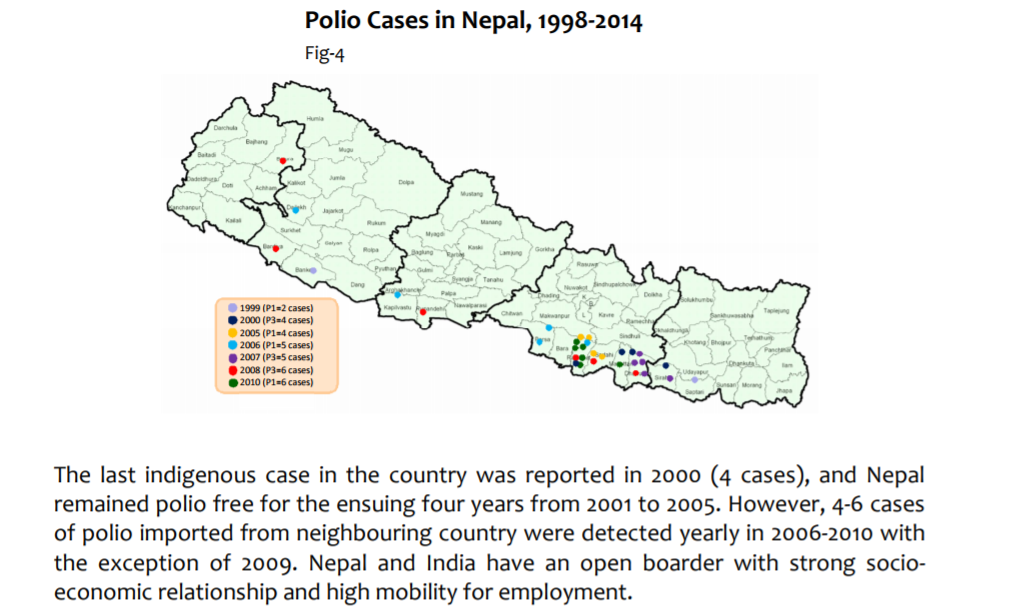 Polio Cases in Nepal, 1998-2014
Fig-4
Humla
Darchula
Bajhang
Mugu
Baitadi
Dadeldhura
Doti
Achham
Kalikot
Jumla
Dolpa
Mustang
Kanchanpur
Kailali
Jajarkot
Surkhet
Rukum
Manang
Myagdi
Salyan
Rolpa
Baglung
Parbat
Kaski
Lamjung
Gorkha
Rasuwa
Pyuthan
Gulmi
Syangja
Tanahu
Dang
Palpa
Nawalparasi
Kapilvastu
Chitwan
Dhading
Nuwakot
Sindhupalchowk
Dolkha
Makwanpur
Kavre
Ramechhap
Sindhuli
Solukhumbu
Sankhuwasabha
Taplejung
Okhaldhunga
Khotang
Bhojpur
Terhathum
Panchthar
Dhankuta
Ilam
Udayapur
Bara
Saptari
Sunsari
Morang
Jhapa
1999 (P1=2 cases)
2000 (P3=4 cases)
2005 (P1=4 cases)
2006 (P1=5 cases)
2007 (P3=5 cases)
2008 (P3=6 cases)
2010 (P1=6 cases)
The last indigenous case in the country was reported in 2000 (4 cases), and Nepal
remained polio free for the ensuing four years from 2001 to 2005. However, 4-6 cases
of polio imported from neighbouring country were detected yearly in 2006-2010 with
the exception of 2009. Nepal and India have an open boarder with strong socio-
economic relationship and high mobility for employment.